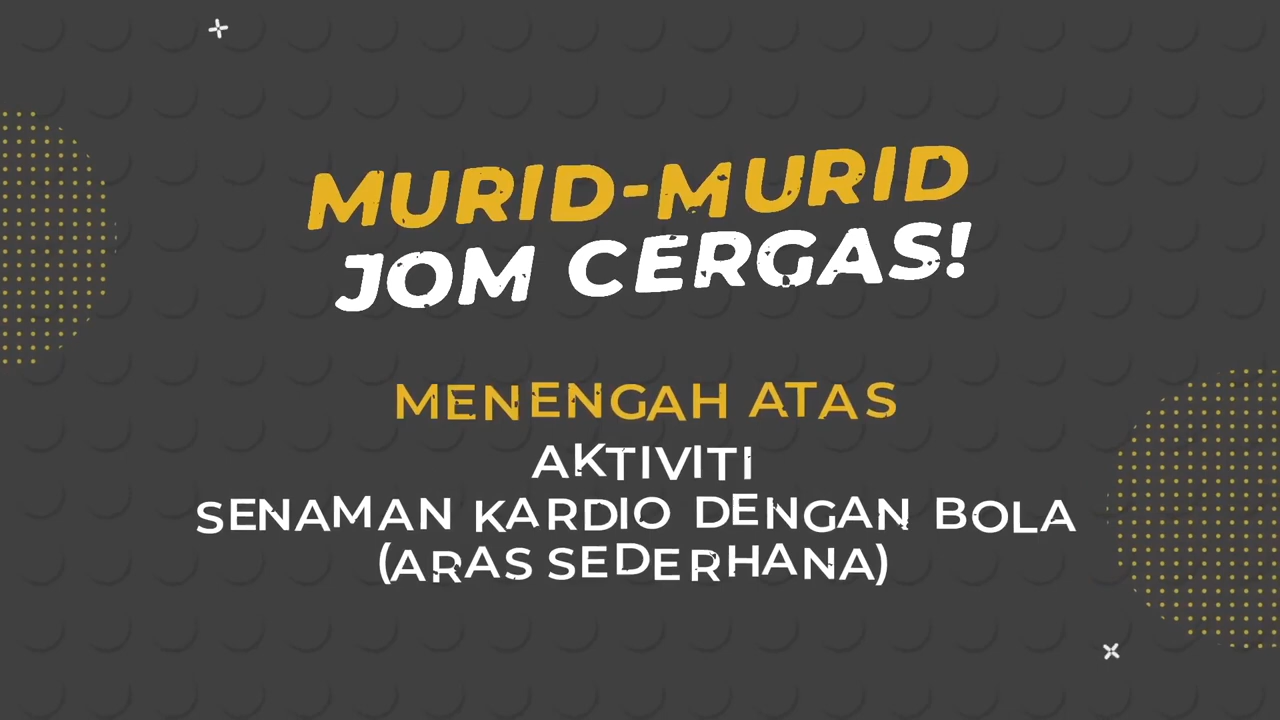 MURID-MURID
JOM CERGAS!
MENENGAH ATAS
AKTIVITI
SENAMAN KARDIO DENGAN BOLA
(ARAS SEDERHANA)